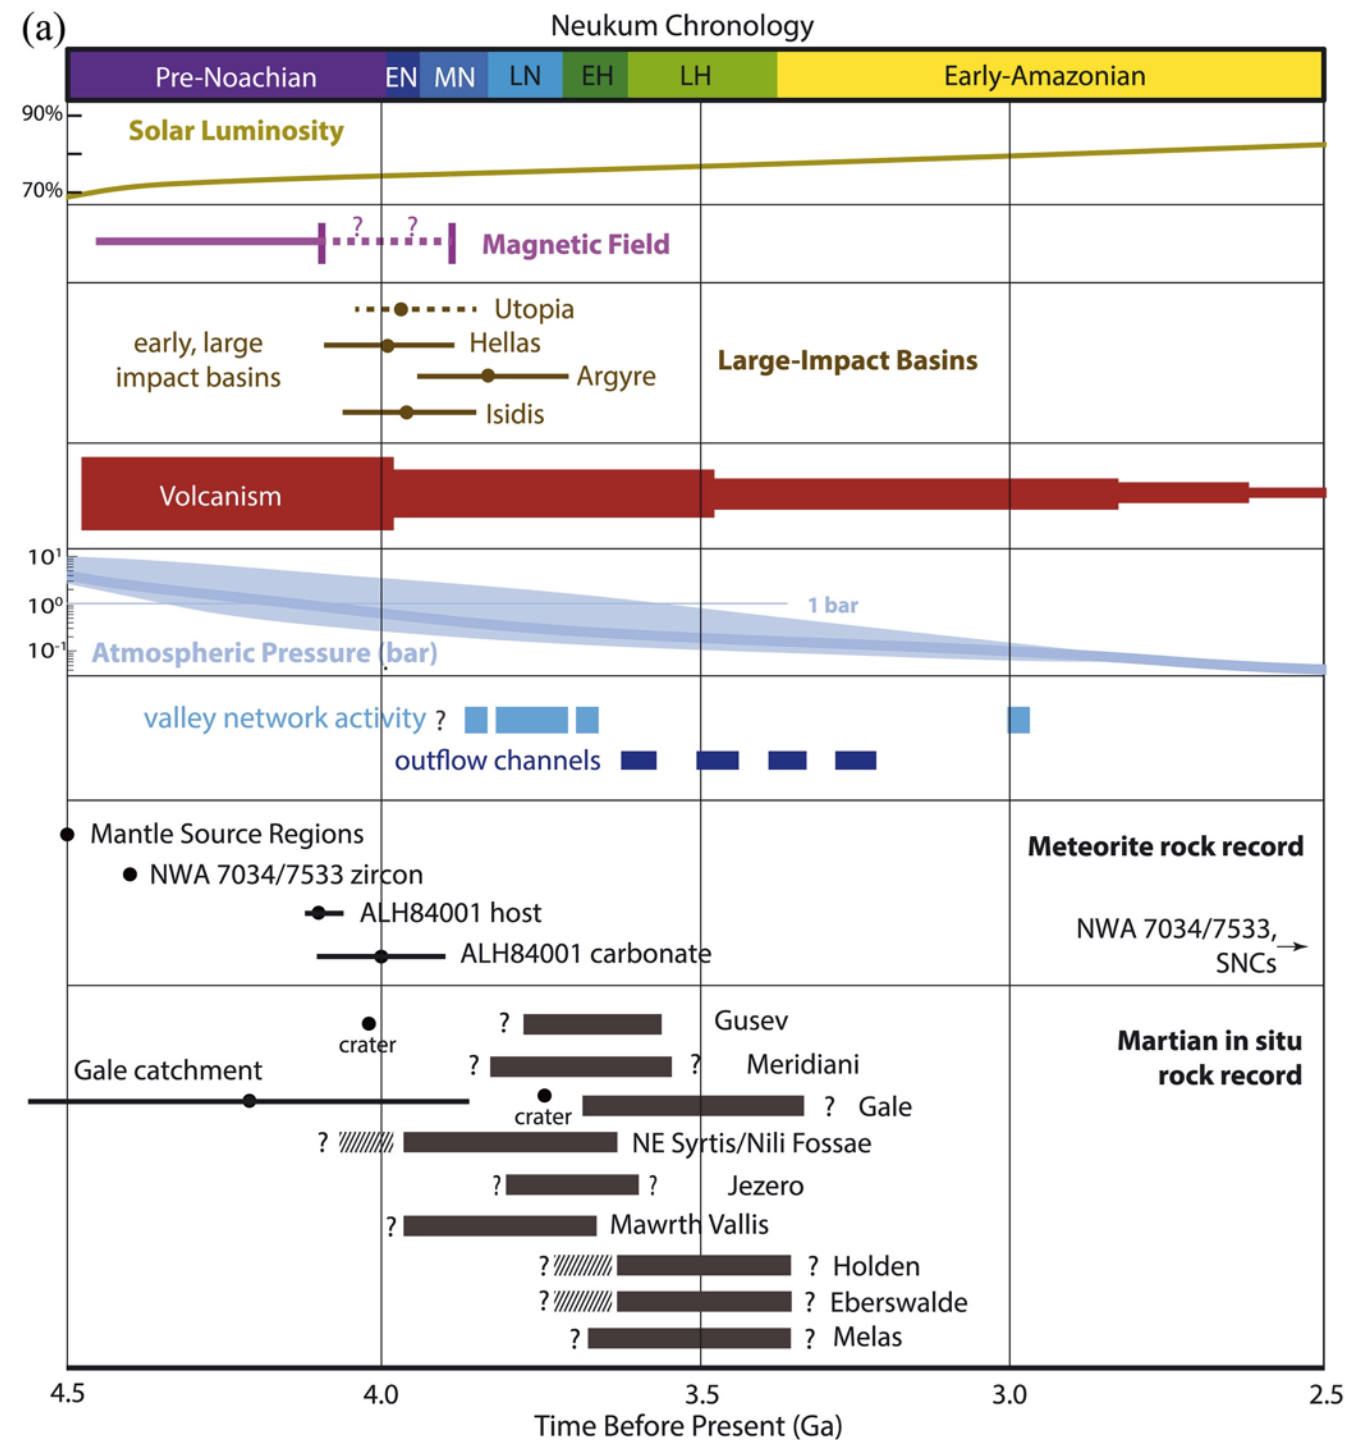 (a)
Neukum Chronology
Pre-Noachian EN MN LN EH LH Early-Amazonian
90%
Solar Luminosity
70%
? ?
Magnetic Field
Utopia
early, large
impact basins
Hellas
Large-Impact Basins
Argyre
Isidis
Volcanism
10¹
10⁰
1 bar
10⁻¹
Atmospheric Pressure (bar)
valley network activity ?
outflow channels
Mantle Source Regions
Meteorite rock record
NWA 7034/7533 zircon
ALH84001 host
NWA 7034/7533,
SNCs
ALH84001 carbonate
? Gusev
crater
Martian in situ
rock record
? ? Meridiani
Gale catchment
crater
? Gale
? NE Syrtis/Nili Fossae
? ? Jezero
? Mawrth Vallis
? ? Holden
? ? Eberswalde
? ? Melas
4.5 4.0 3.5 3.0 2.5
Time Before Present (Ga)